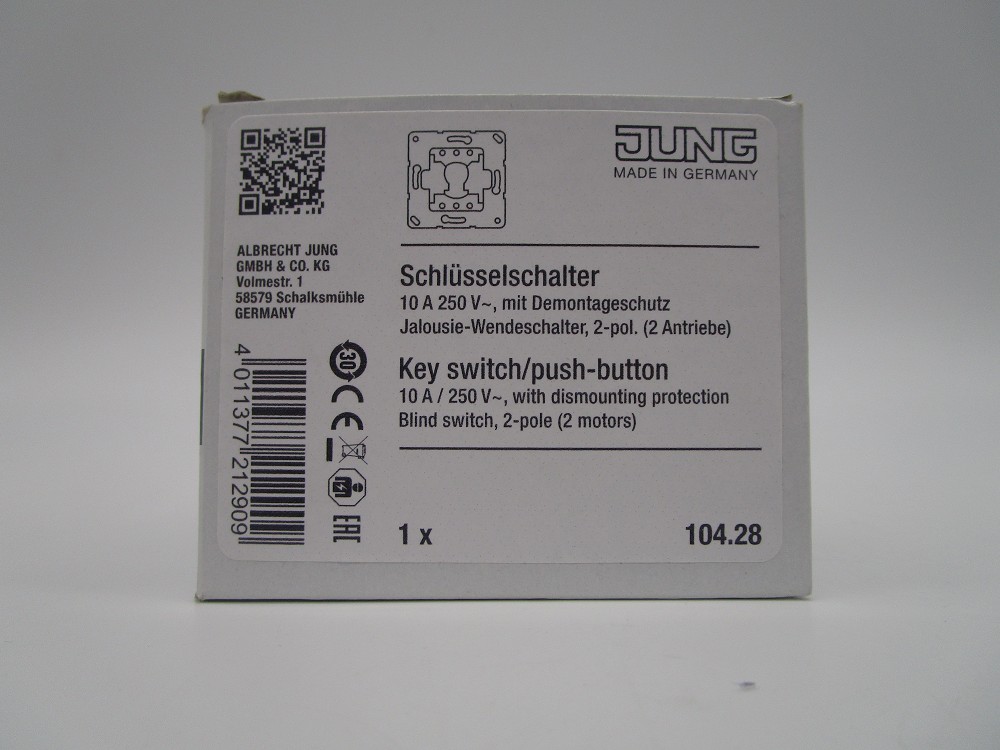 JUNG
MADE IN GERMANY
ALBRECHT JUNG
GMBH & CO. KG
Volmestr. 1
58579 Schalksmühle
GERMANY
Schlüsselschalter
10 A 250 V~, mit Demontageschutz
Jalousie-Wendeschalter, 2-pol. (2 Antriebe)
Key switch/push-button
10 A / 250 V~, with dismounting protection
Blind switch, 2-pole (2 motors)
4 011377 212909
30
CE
EAC
1 x
104.28